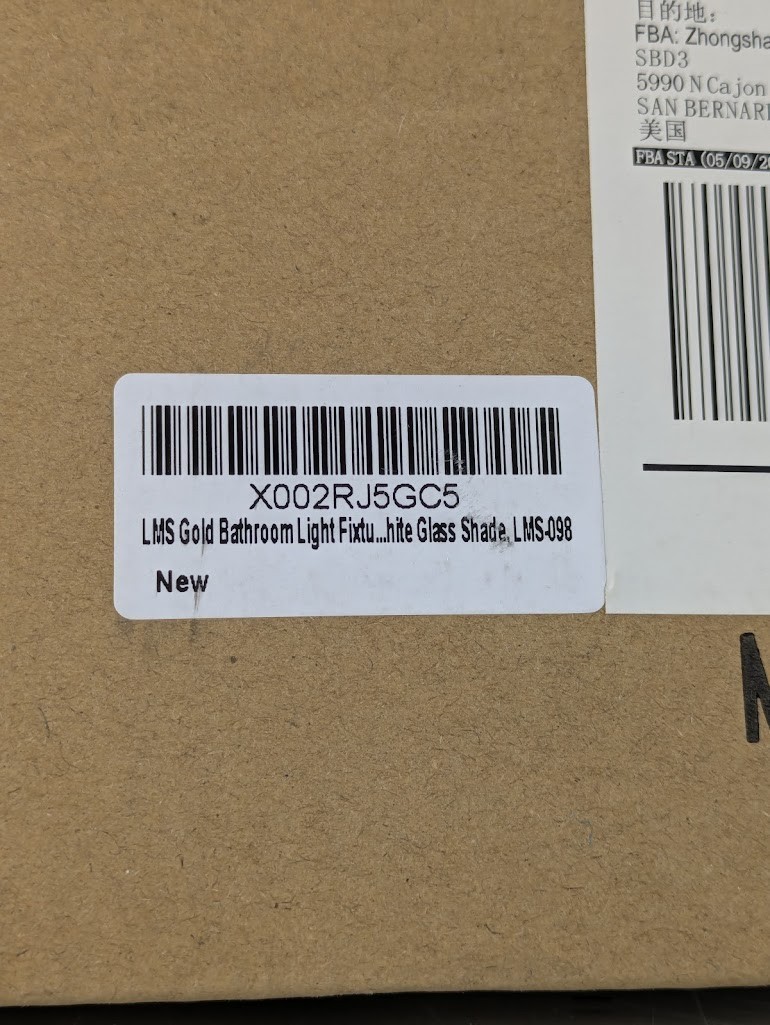 目的地：
FBA: Zhongsha
SBD3
5990 N Cajon
SAN BERNARD
美国
FBA STA (05/09/20
X002RJ5GC5
LMS Gold Bathroom Light Fixtu...hite Glass Shade, LMS-098
New